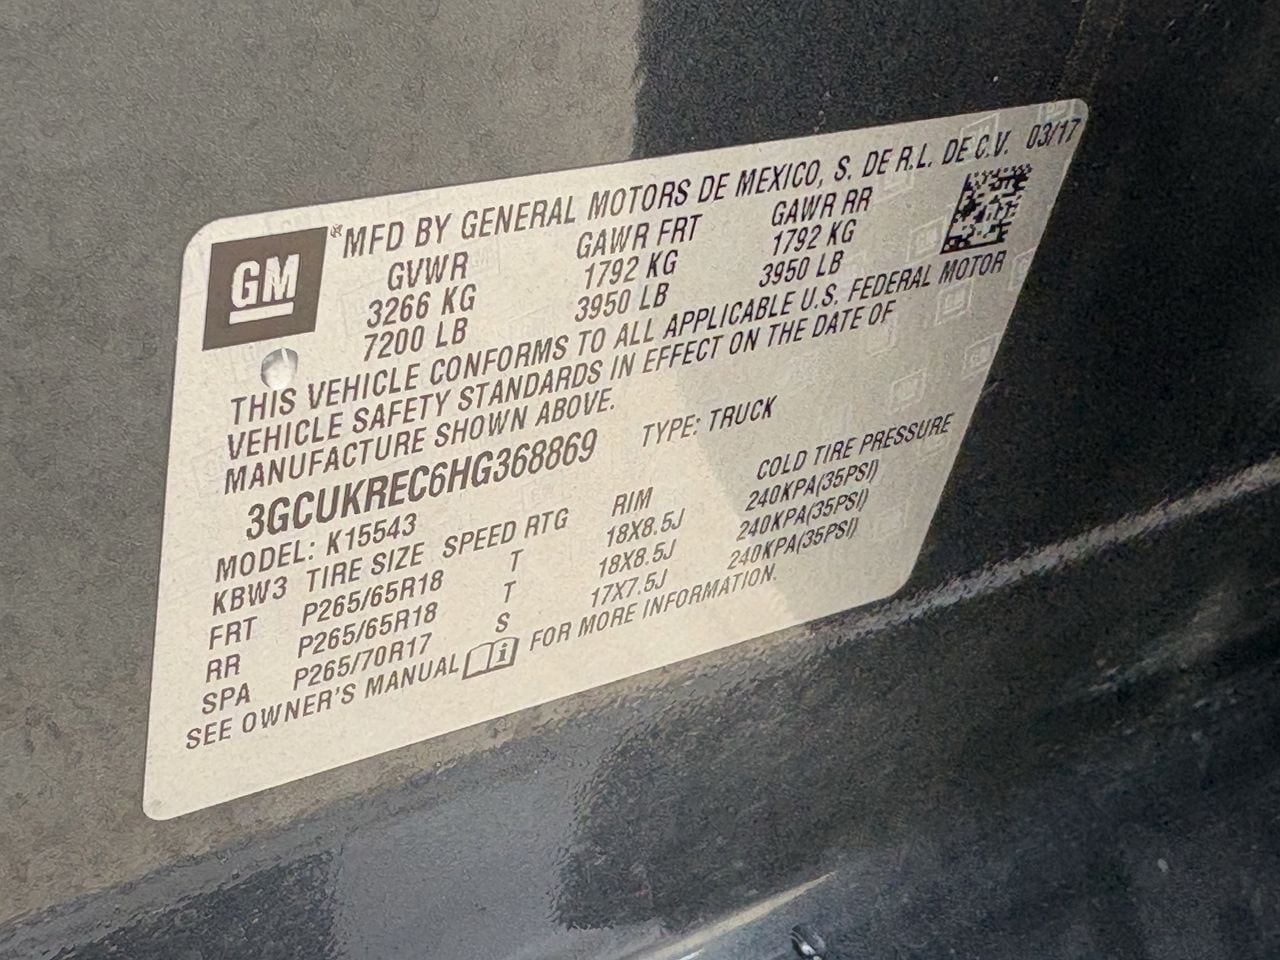 GM
®MFD BY GENERAL MOTORS DE MEXICO, S. DE R.L. DE C.V. 03/17
GVWR GAWR FRT GAWR RR
3266 KG 1792 KG 1792 KG
7200 LB 3950 LB 3950 LB
THIS VEHICLE CONFORMS TO ALL APPLICABLE U.S. FEDERAL MOTOR
VEHICLE SAFETY STANDARDS IN EFFECT ON THE DATE OF
MANUFACTURE SHOWN ABOVE.
3GCUKREC6HG368869 TYPE: TRUCK
MODEL: K15543
KBW3 TIRE SIZE SPEED RTG RIM COLD TIRE PRESSURE
FRT P265/65R18 T 18X8.5J 240KPA(35PSI)
RR P265/65R18 T 18X8.5J 240KPA(35PSI)
SPA P265/70R17 S 17X7.5J 240KPA(35PSI)
SEE OWNER'S MANUAL i FOR MORE INFORMATION.